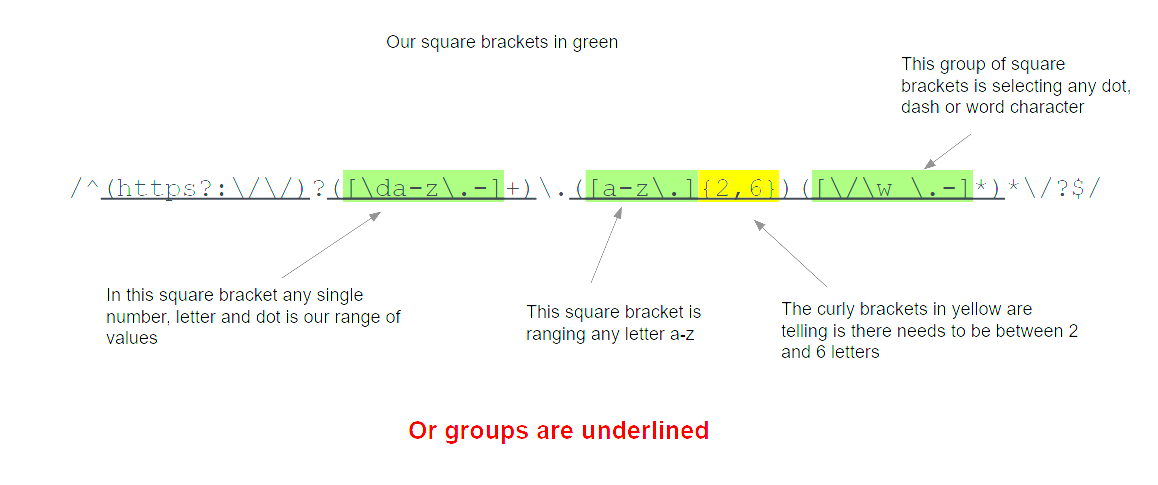 Our square brackets in green
This group of square
brackets is selecting any dot,
dash or word character
/^(https?:\/\/)?([\da-z\.-]+)\.([a-z\.]{2,6})([\/\w \.-]*)*\/?$/
In this square bracket any single
number, letter and dot is our range of
values
This square bracket is
ranging any letter a-z
The curly brackets in yellow are
telling is there needs to be between 2
and 6 letters
Or groups are underlined